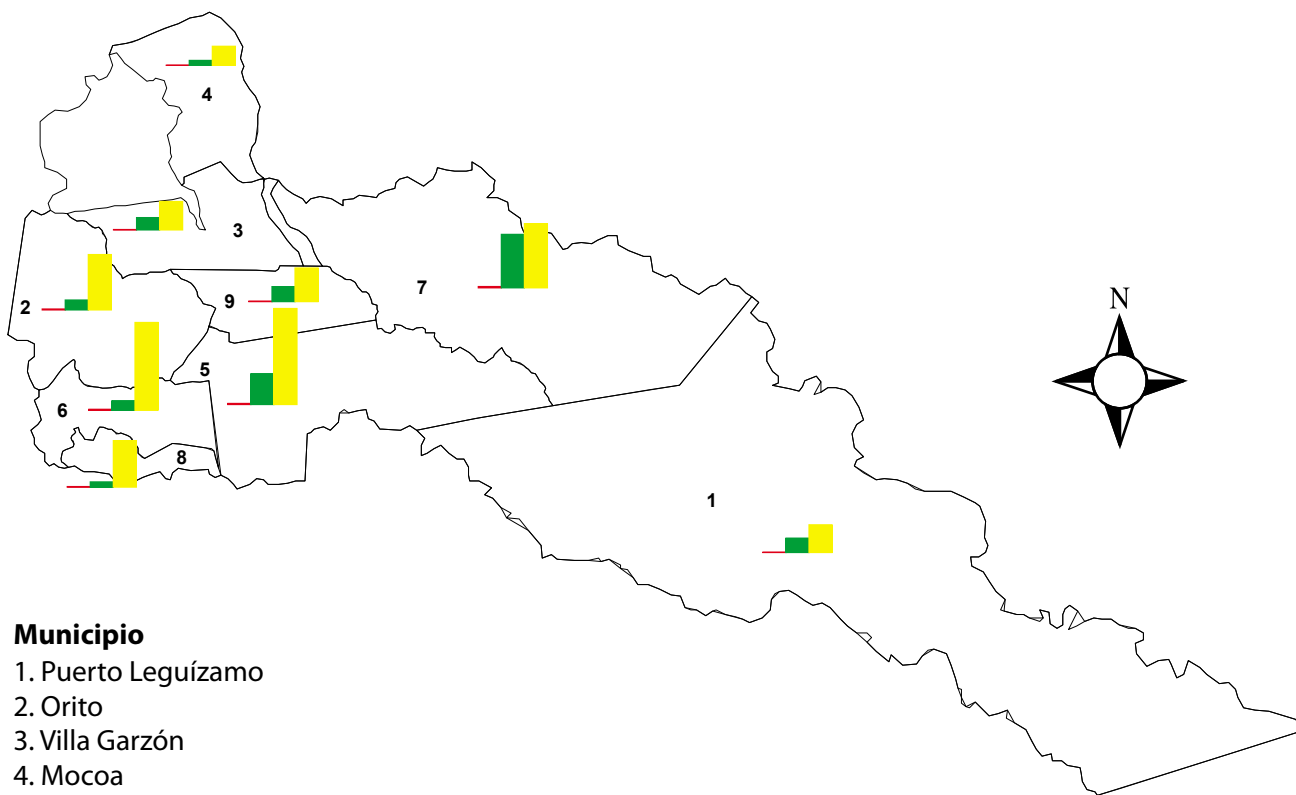 4
3
2
9
7
5
6
8
1
N
Municipio
1. Puerto Leguízamo
2. Orito
3. Villa Garzón
4. Mocoa